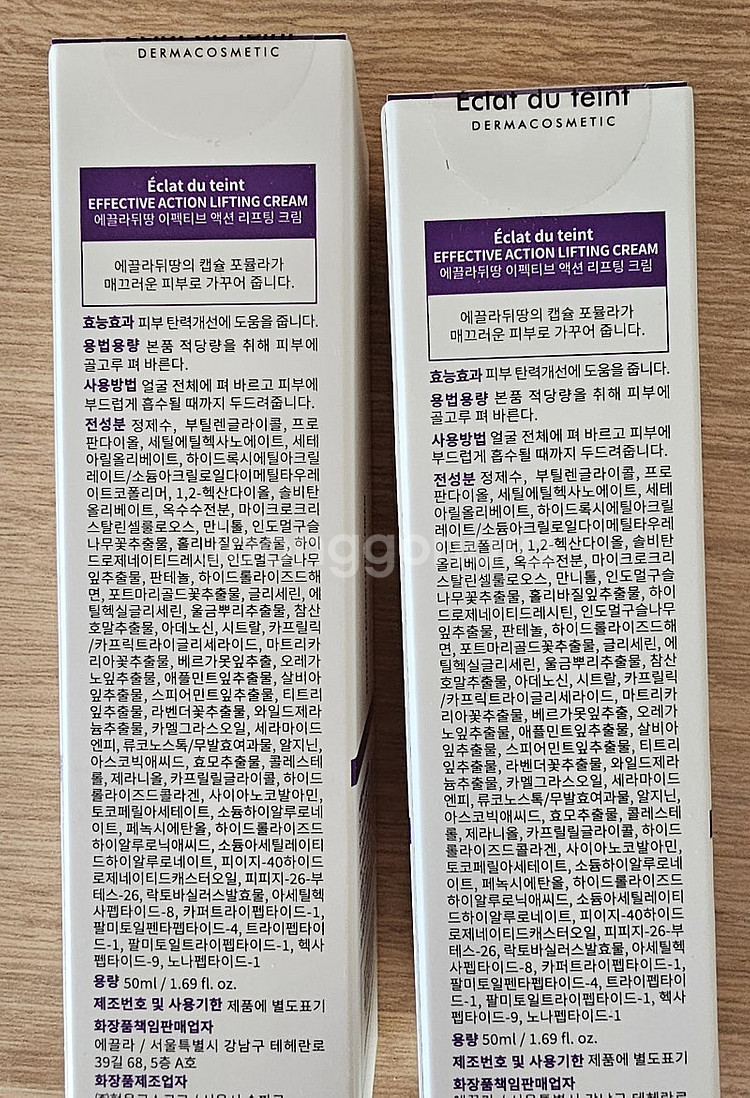 DERMACOSMETIC
Éclat du teint
EFFECTIVE ACTION LIFTING CREAM
에끌라뒤땅 이펙티브 액션 리프팅 크림
에끌라뒤땅의 캡슐 포뮬라가
매끄러운 피부로 가꾸어 줍니다.
효능효과 피부 탄력개선에 도움을 줍니다.
용법용량 본품 적당량을 취해 피부에
골고루 펴 바른다.
사용방법 얼굴 전체에 펴 바르고 피부에
부드럽게 흡수될 때까지 두드려줍니다.
전성분 정제수, 부틸렌글라이콜, 프로
판다이올, 세틸에틸헥사노에이트, 세테
아릴올리베이트, 하이드록시에틸아크릴
레이트/소듐아크릴로일다이메틸타우레
이트코폴리머, 1,2-헥산다이올, 솔비탄
올리베이트, 옥수수전분, 마이크로크리
스탈린셀룰로오스, 만니톨, 인도멀구슬
나무꽃추출물, 홀리바질잎추출물, 하이
드로제네이티드레시틴, 인도멀구슬나무
잎추출물, 판테놀, 하이드롤라이즈드해
면, 포트마리골드꽃추출물, 글리세린, 에
틸헥실글리세린, 울금뿌리추출물, 참산
호말추출물, 아데노신, 시트랄, 카프릴릭
/카프릭트라이글리세라이드, 마트리카
리아꽃추출물, 베르가못잎추출, 오레가
노잎추출물, 애플민트잎추출물, 살비아
잎추출물, 스피어민트잎추출물, 티트리
잎추출물, 라벤더꽃추출물, 와일드제라
늄추출물, 카멜그라스오일, 세라마이드
엔피, 류코노스톡/무발효여과물, 알지닌,
아스코빅애씨드, 효모추출물, 콜레스테
롤, 제라니올, 카프릴릴글라이콜, 하이드
롤라이즈드콜라겐, 사이아노코발아민,
토코페릴아세테이트, 소듐하이알루로네
이트, 페녹시에탄올, 하이드롤라이즈드
하이알루로닉애씨드, 소듐아세틸레이티
드하이알루로네이트, 피이지-40하이드
로제네이티드캐스터오일, 피피지-26-부
테스-26, 락토바실러스발효물, 아세틸헥
사펩타이드-8, 카퍼트라이펩타이드-1,
팔미토일펜타펩타이드-4, 트라이펩타이
드-1, 팔미토일트라이펩타이드-1, 헥사
펩타이드-9, 노나펩타이드-1
용량 50ml / 1.69 fl. oz.
제조번호 및 사용기한 제품에 별도표기
화장품책임판매업자
에끌라 / 서울특별시 강남구 테헤란로
39길 68, 5층 A호
화장품제조업자
Éclat du teint
DERMACOSMETIC
Éclat du teint
EFFECTIVE ACTION LIFTING CREAM
에끌라뒤땅 이펙티브 액션 리프팅 크림
에끌라뒤땅의 캡슐 포뮬라가
매끄러운 피부로 가꾸어 줍니다.
효능효과 피부 탄력개선에 도움을 줍니다.
용법용량 본품 적당량을 취해 피부에
골고루 펴 바른다.
사용방법 얼굴 전체에 펴 바르고 피부에
부드럽게 흡수될 때까지 두드려줍니다.
전성분 정제수, 부틸렌글라이콜, 프로
판다이올, 세틸에틸헥사노에이트, 세테
아릴올리베이트, 하이드록시에틸아크릴
레이트/소듐아크릴로일다이메틸타우레
이트코폴리머, 1,2-헥산다이올, 솔비탄
올리베이트, 옥수수전분, 마이크로크리
스탈린셀룰로오스, 만니톨, 인도멀구슬
나무꽃추출물, 홀리바질잎추출물, 하이
드로제네이티드레시틴, 인도멀구슬나무
잎추출물, 판테놀, 하이드롤라이즈드해
면, 포트마리골드꽃추출물, 글리세린, 에
틸헥실글리세린, 울금뿌리추출물, 참산
호말추출물, 아데노신, 시트랄, 카프릴릭
/카프릭트라이글리세라이드, 마트리카
리아꽃추출물, 베르가못잎추출, 오레가
노잎추출물, 애플민트잎추출물, 살비아
잎추출물, 스피어민트잎추출물, 티트리
잎추출물, 라벤더꽃추출물, 와일드제라
늄추출물, 카멜그라스오일, 세라마이드
엔피, 류코노스톡/무발효여과물, 알지닌,
아스코빅애씨드, 효모추출물, 콜레스테
롤, 제라니올, 카프릴릴글라이콜, 하이드
롤라이즈드콜라겐, 사이아노코발아민,
토코페릴아세테이트, 소듐하이알루로네
이트, 페녹시에탄올, 하이드롤라이즈드
하이알루로닉애씨드, 소듐아세틸레이티
드하이알루로네이트, 피이지-40하이드
로제네이티드캐스터오일, 피피지-26-부
테스-26, 락토바실러스발효물, 아세틸헥
사펩타이드-8, 카퍼트라이펩타이드-1,
팔미토일펜타펩타이드-4, 트라이펩타이
드-1, 팔미토일트라이펩타이드-1, 헥사
펩타이드-9, 노나펩타이드-1
용량 50ml / 1.69 fl. oz.
제조번호 및 사용기한 제품에 별도표기
화장품책임판매업자